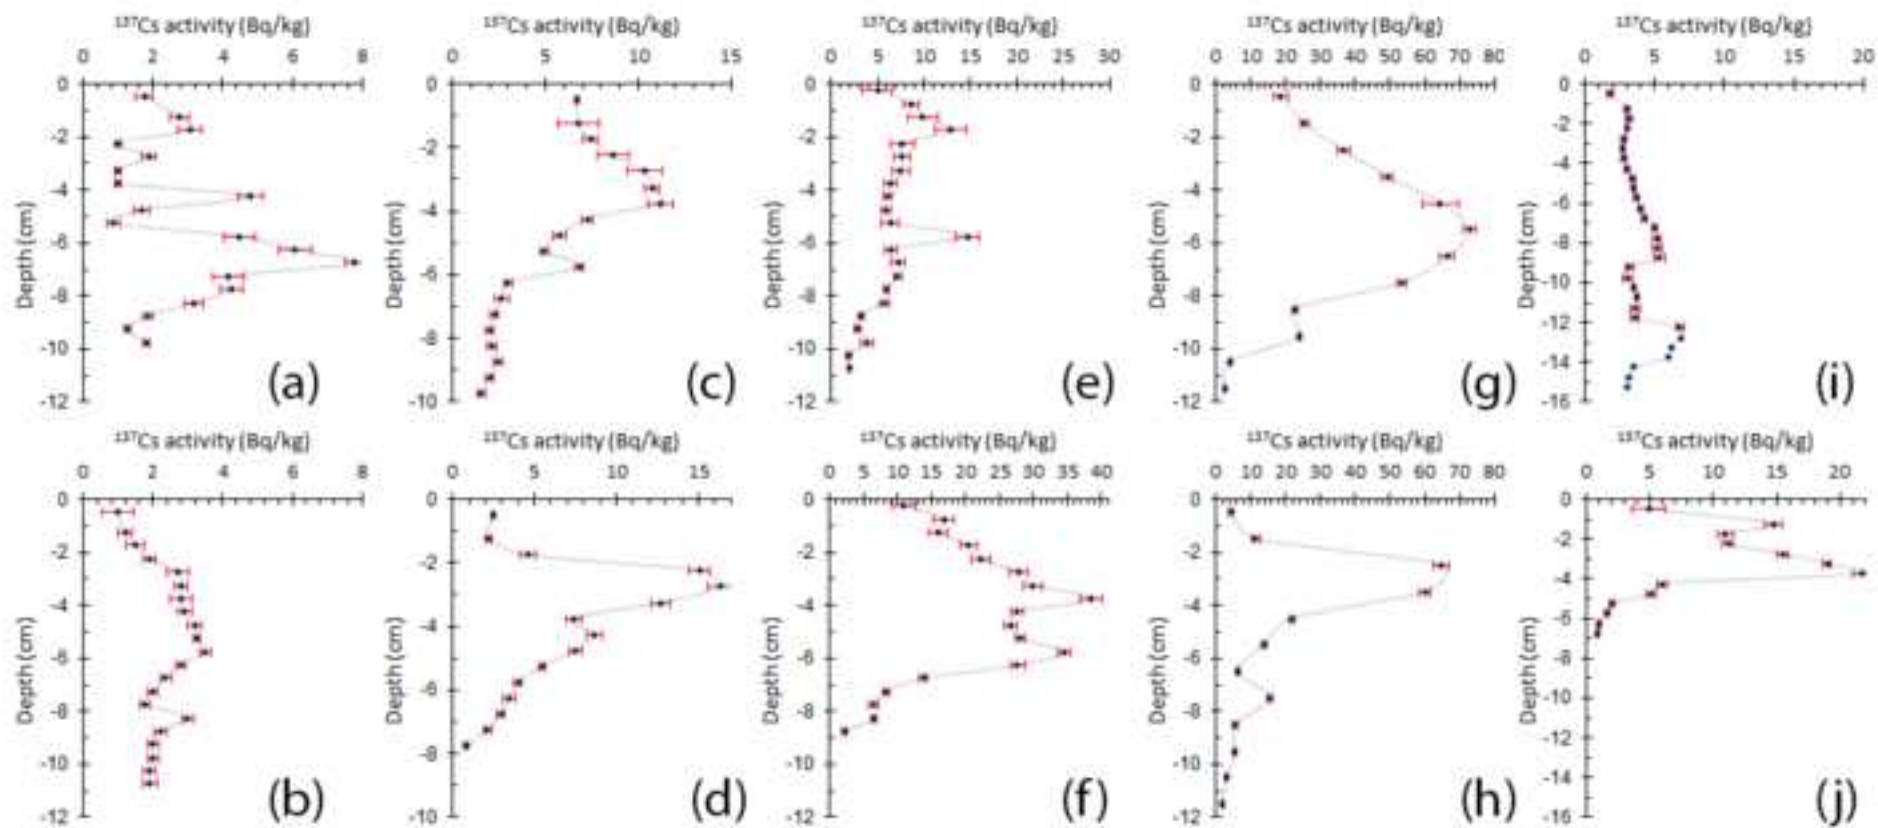 ¹³⁷Cs activity (Bq/kg)
0 2 4 6 8
0
-2
-4
-6
-8
-10
-12
Depth (cm)
(a)
¹³⁷Cs activity (Bq/kg)
0 5 10 15
0
-2
-4
-6
-8
-10
Depth (cm)
(c)
¹³⁷Cs activity (Bq/kg)
0 5 10 15 20 25 30
0
-2
-4
-6
-8
-10
-12
Depth (cm)
(e)
¹³⁷Cs activity (Bq/kg)
0 10 20 30 40 50 60 70 80
0
-2
-4
-6
-8
-10
-12
Depth (cm)
(g)
¹³⁷Cs activity (Bq/kg)
0 5 10 15 20
0
-2
-4
-6
-8
-10
-12
-14
-16
Depth (cm)
(i)
¹³⁷Cs activity (Bq/kg)
0 2 4 6 8
0
-2
-4
-6
-8
-10
-12
Depth (cm)
(b)
¹³⁷Cs activity (Bq/kg)
0 5 10 15
0
-2
-4
-6
-8
-10
Depth (cm)
(d)
¹³⁷Cs activity (Bq/kg)
0 5 10 15 20 25 30 35 40
0
-2
-4
-6
-8
-10
-12
Depth (cm)
(f)
¹³⁷Cs activity (Bq/kg)
0 10 20 30 40 50 60 70 80
0
-2
-4
-6
-8
-10
-12
Depth (cm)
(h)
¹³⁷Cs activity (Bq/kg)
0 5 10 15 20
0
-2
-4
-6
-8
-10
-12
-14
-16
Depth (cm)
(j)